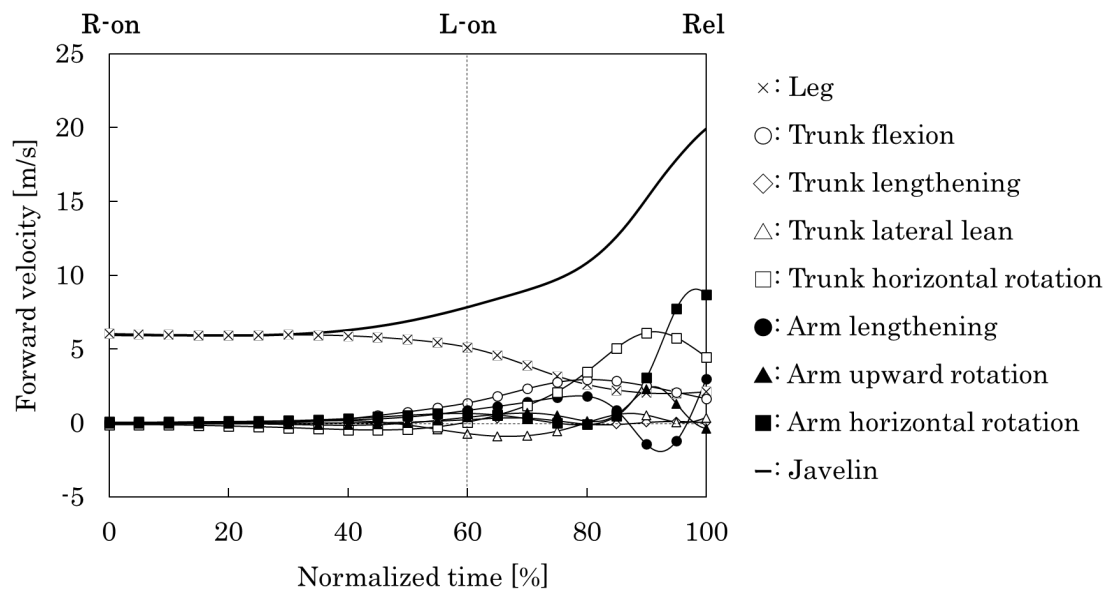 R-on L-on Rel
25
20
15
10
5
0
-5
Forward velocity [m/s]
0 20 40 60 80 100
Normalized time [%]
: Leg
: Trunk flexion
: Trunk lengthening
: Trunk lateral lean
: Trunk horizontal rotation
: Arm lengthening
: Arm upward rotation
: Arm horizontal rotation
: Javelin